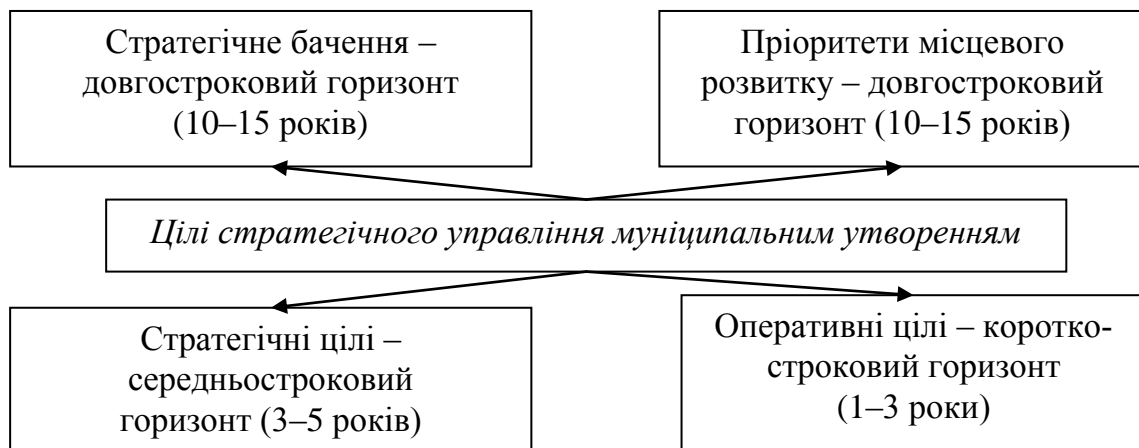 Стратегічне бачення –
довгостроковий горизонт
(10–15 років)
Пріоритети місцевого
розвитку – довгостроковий
горизонт (10–15 років)
Цілі стратегічного управління муніципальним утворенням
Стратегічні цілі –
середньостроковий
горизонт (3–5 років)
Оперативні цілі – коротко-
строковий горизонт
(1–3 роки)